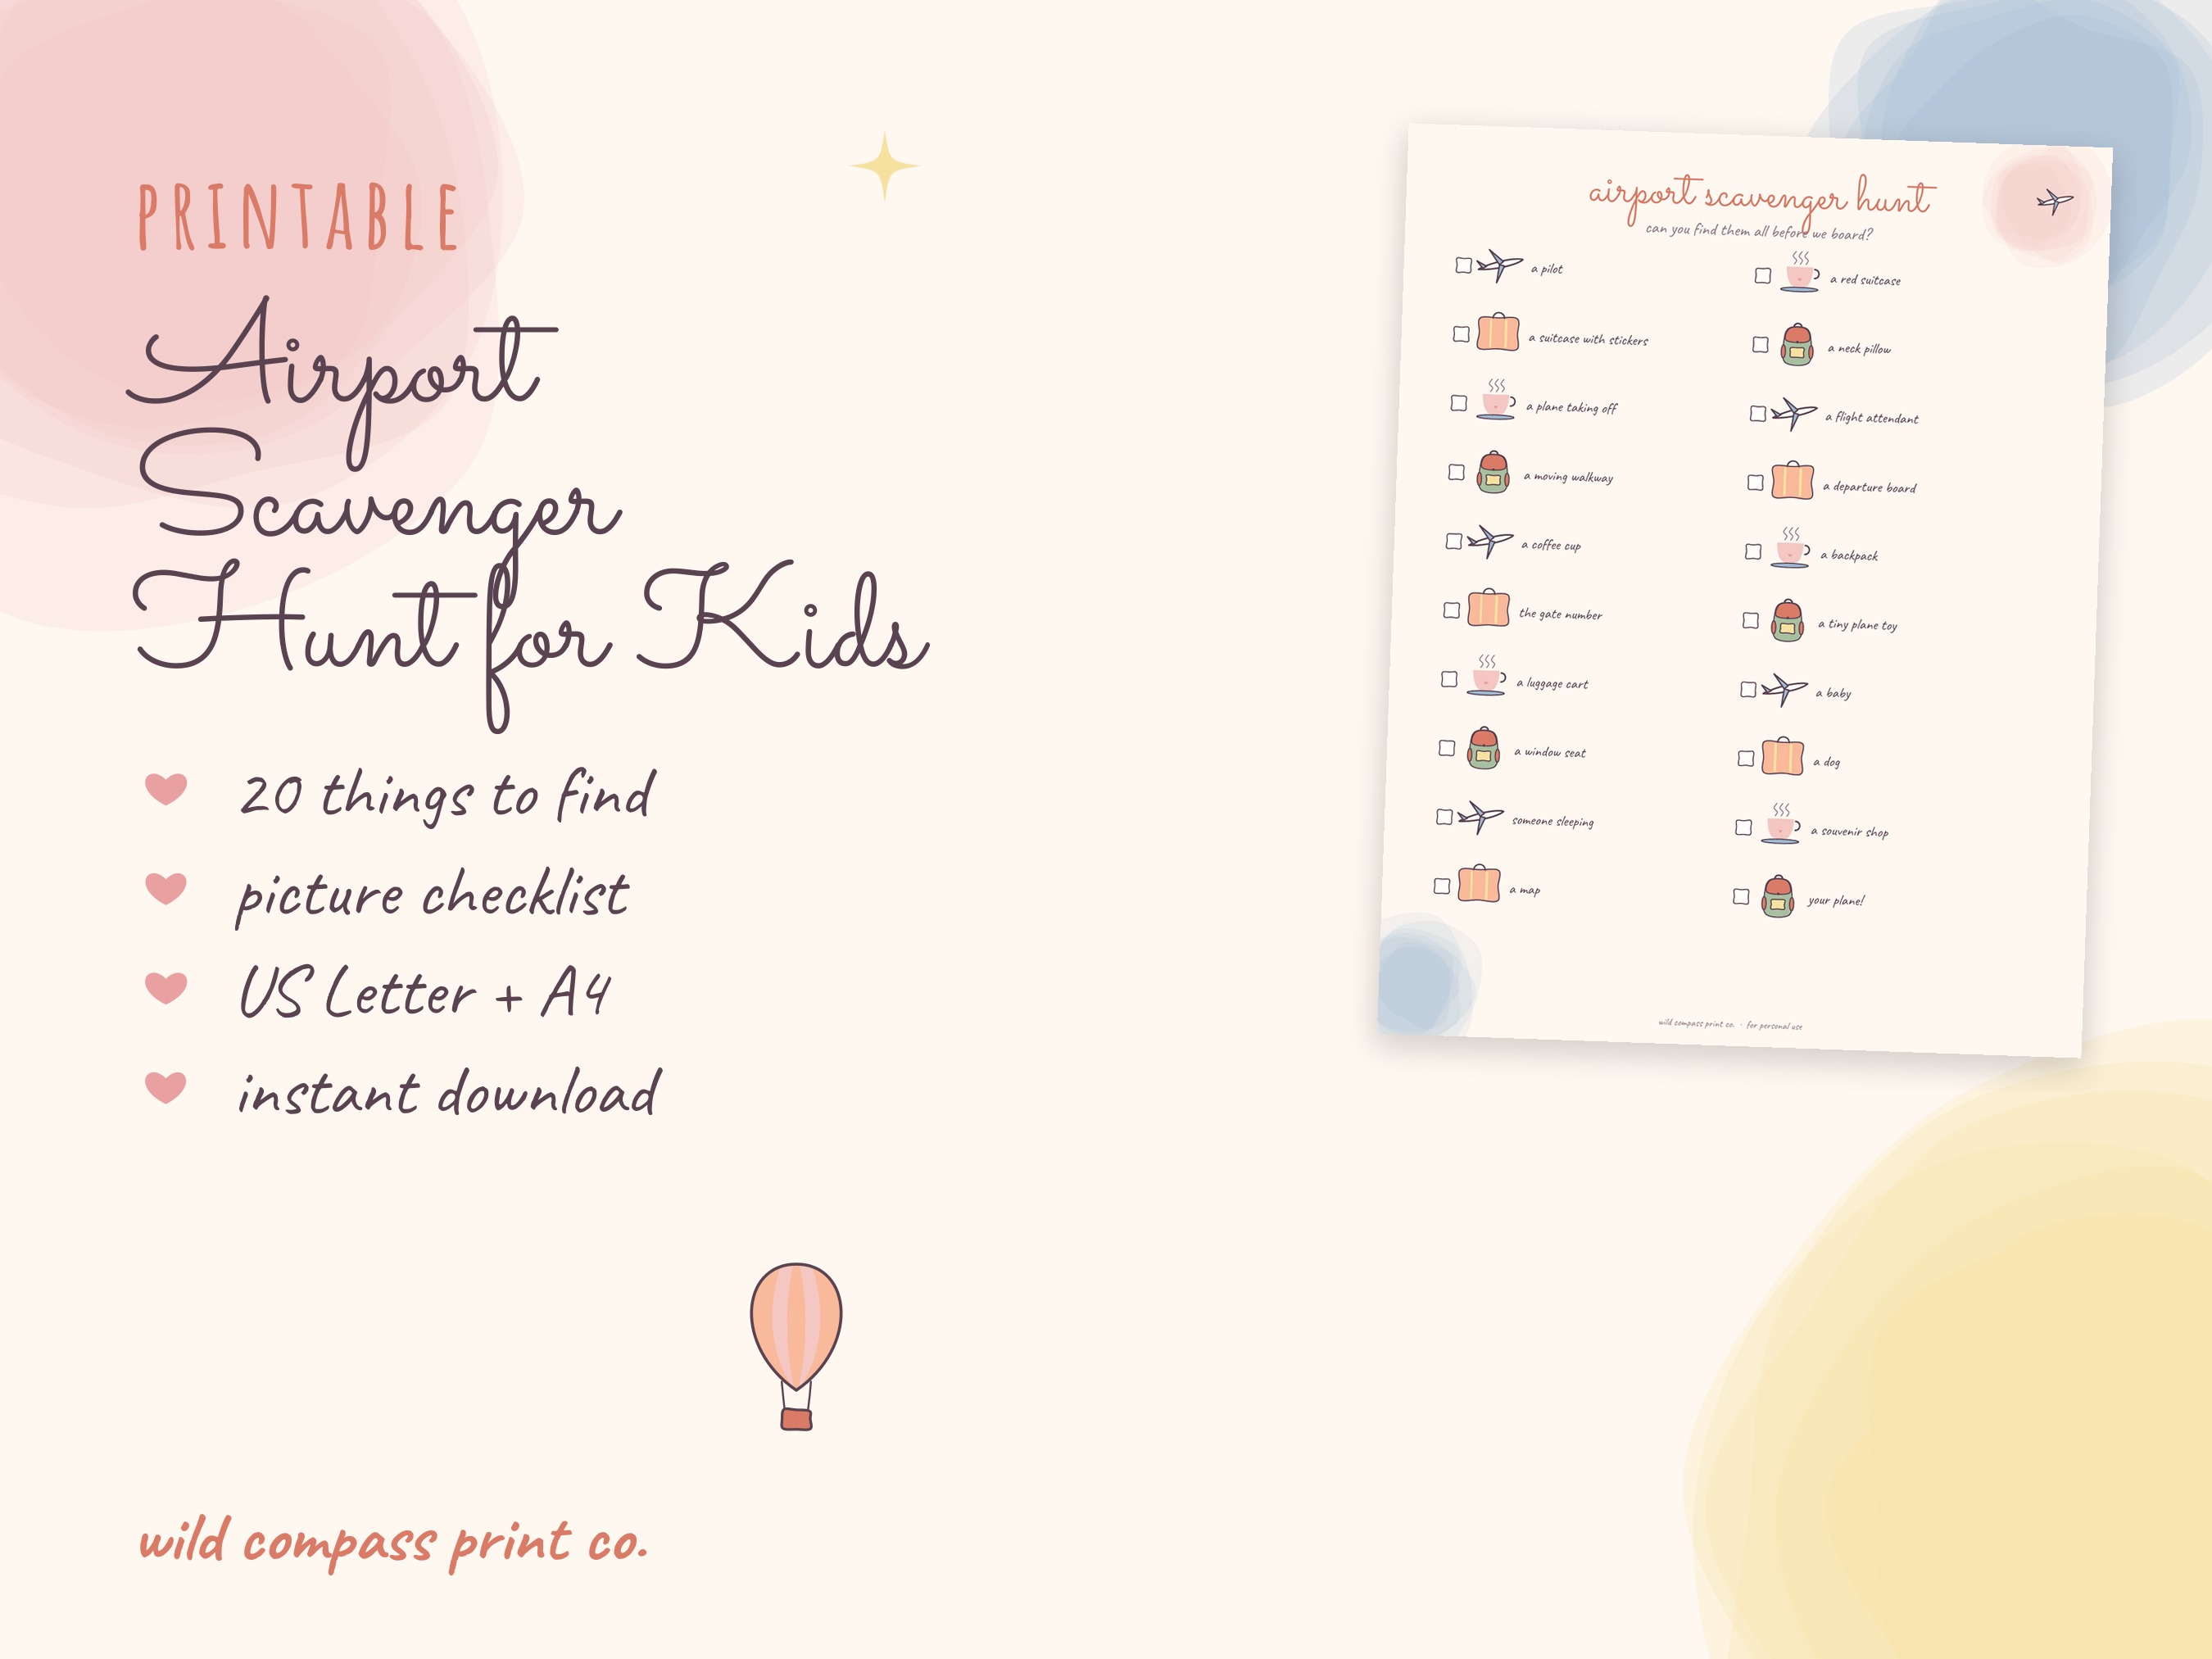 PRINTABLE
Airport
Scavenger
Hunt for Kids
20 things to find
picture checklist
US Letter + A4
instant download
wild compass print co.
airport scavenger hunt
can you find them all before we board?
a pilot
a suitcase with stickers
a plane taking off
a moving walkway
a coffee cup
the gate number
a luggage cart
a window seat
someone sleeping
a map
a red suitcase
a neck pillow
a flight attendant
a departure board
a backpack
a tiny plane toy
a baby
a dog
a souvenir shop
your plane!
wild compass print co. · for personal use